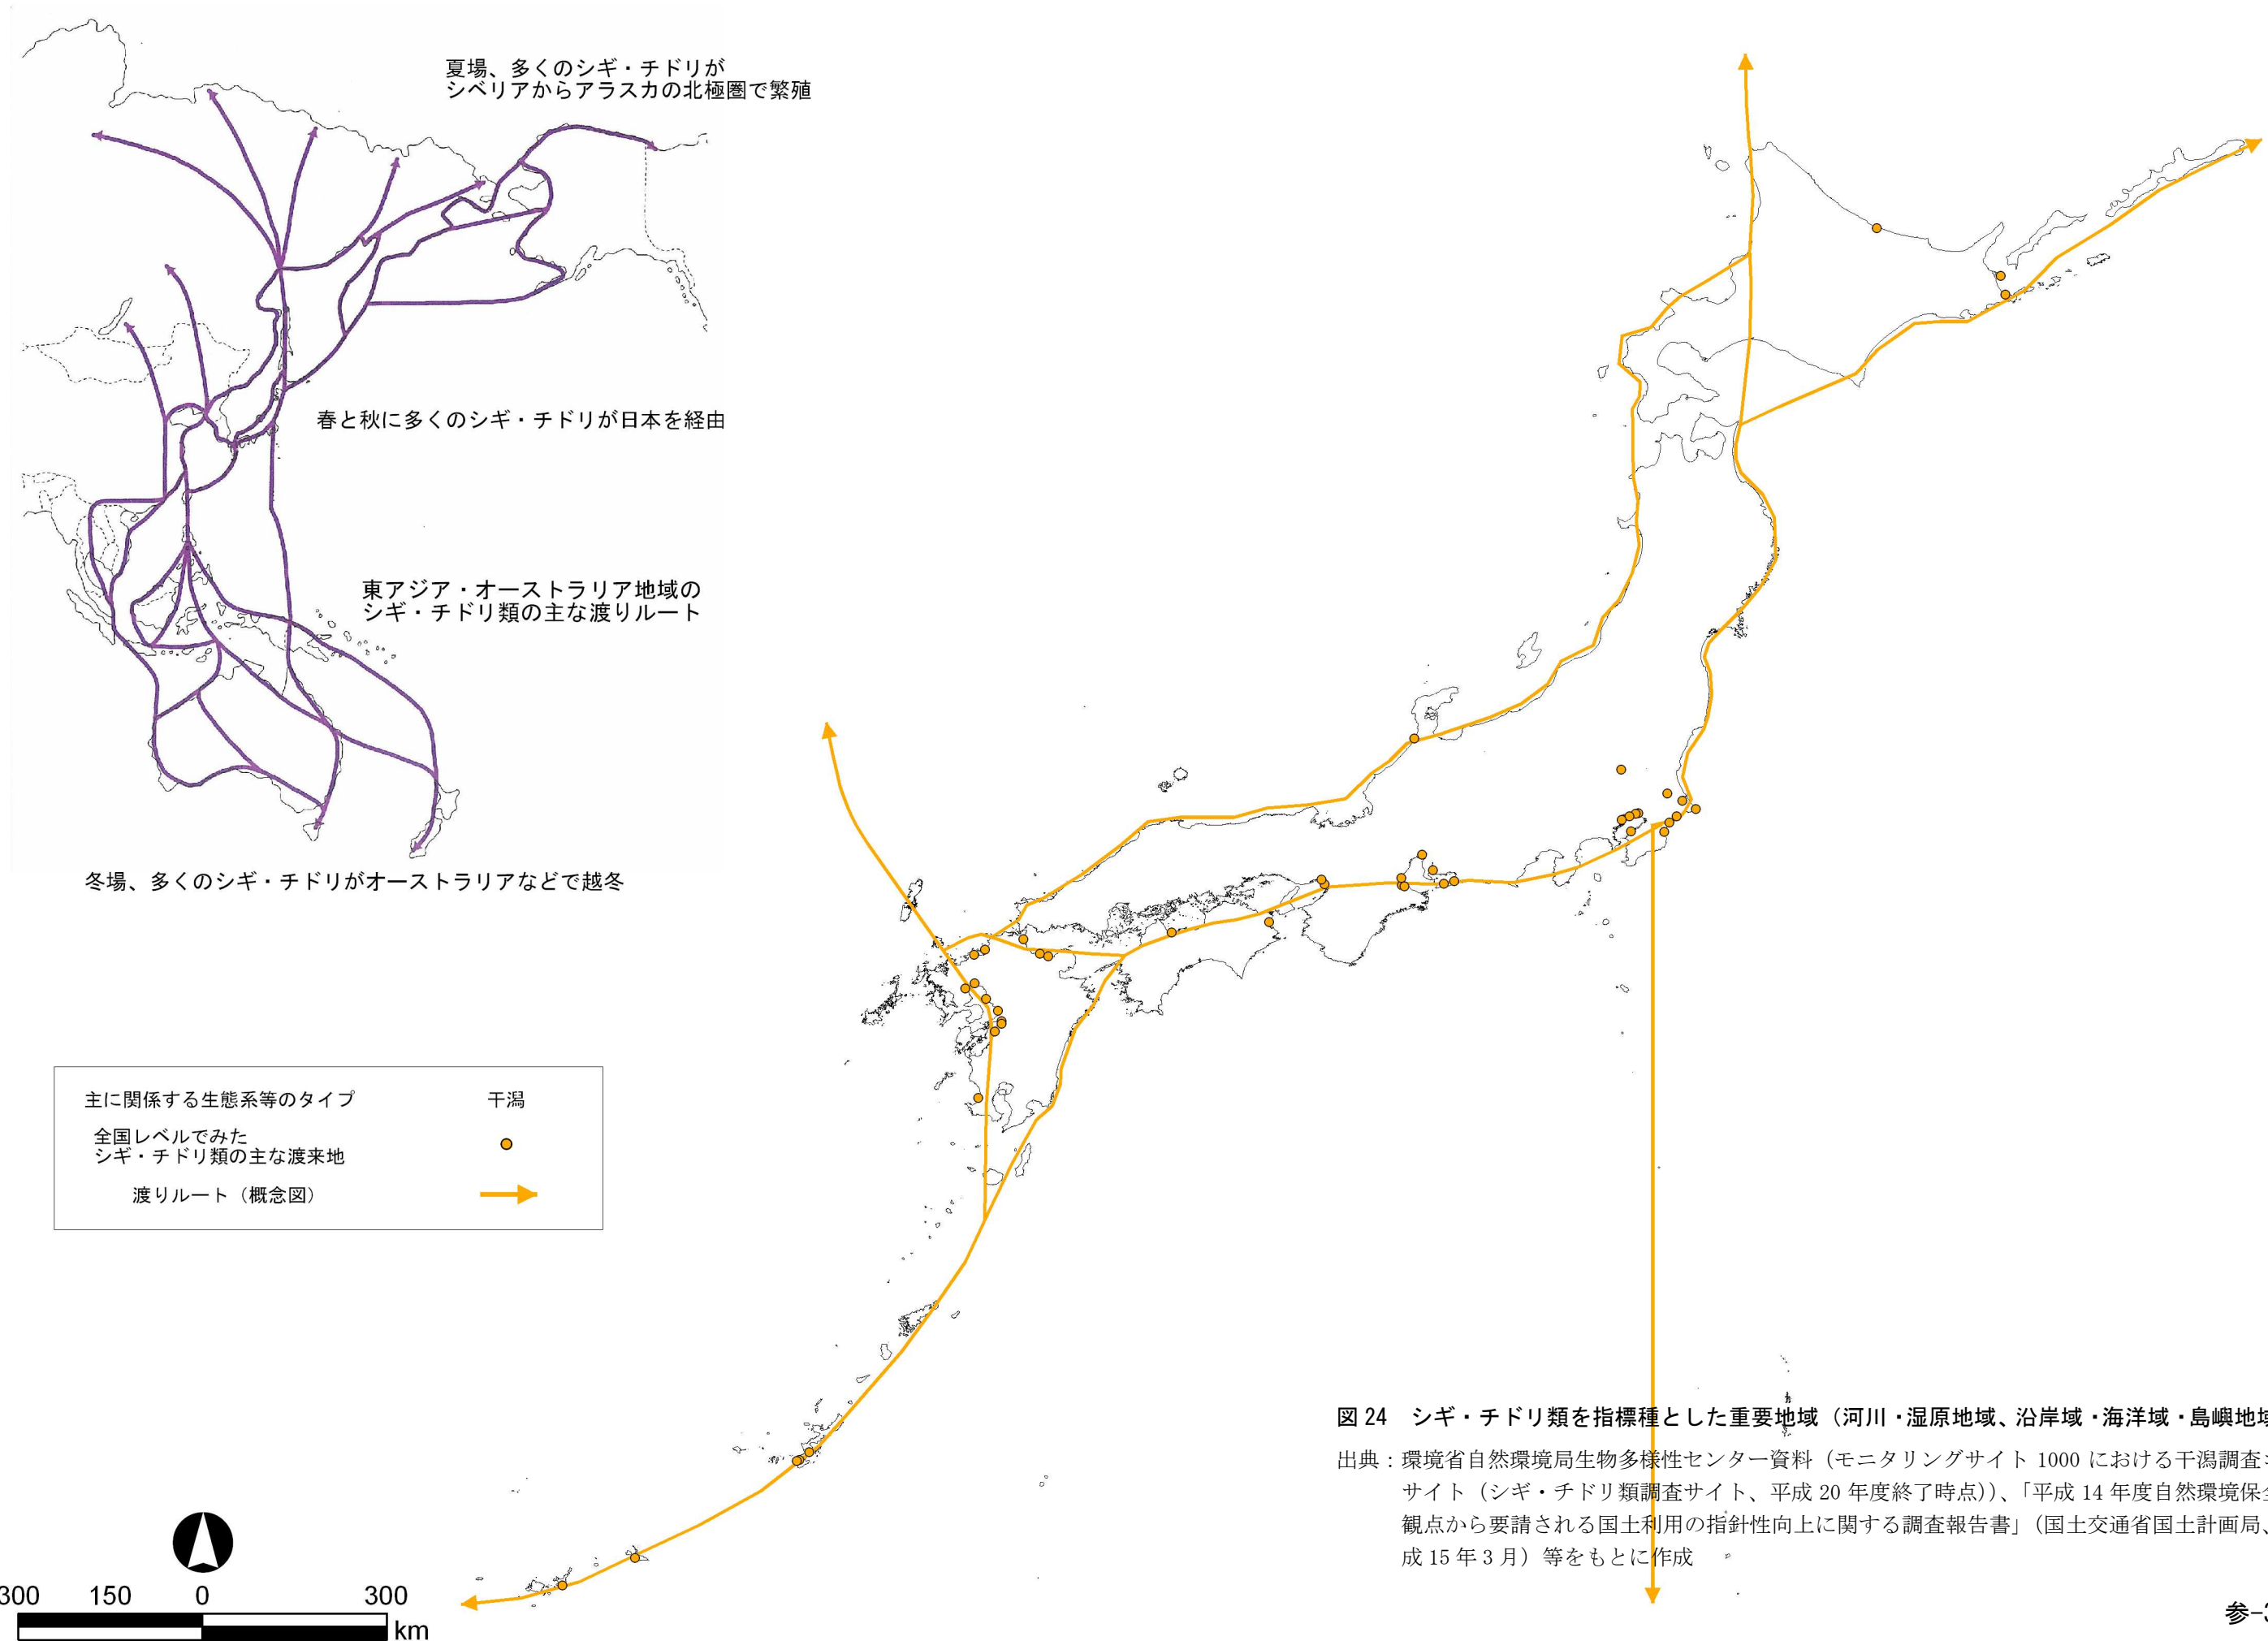 夏場、多くのシギ・チドリが
シベリアからアラスカの北極圏で繁殖
春と秋に多くのシギ・チドリが日本を経由
東アジア・オーストラリア地域の
シギ・チドリ類の主な渡りルート
冬場、多くのシギ・チドリがオーストラリアなどで越冬
主に関係する生態系等のタイプ 干潟
全国レベルでみた
シギ・チドリ類の主な渡来地
渡りルート（概念図）
図 24 シギ・チドリ類を指標種とした重要地域（河川・湿原地域、沿岸域・海洋域・島嶼地域
出典：環境省自然環境局生物多様性センター資料（モニタリングサイト 1000 における干潟調査
サイト（シギ・チドリ類調査サイト、平成 20 年度終了時点））、「平成 14 年度自然環境保全
観点から要請される国土利用の指針性向上に関する調査報告書」（国土交通省国土計画局、
成 15 年 3 月）等をもとに作成
300 150 0 300
km
参-3